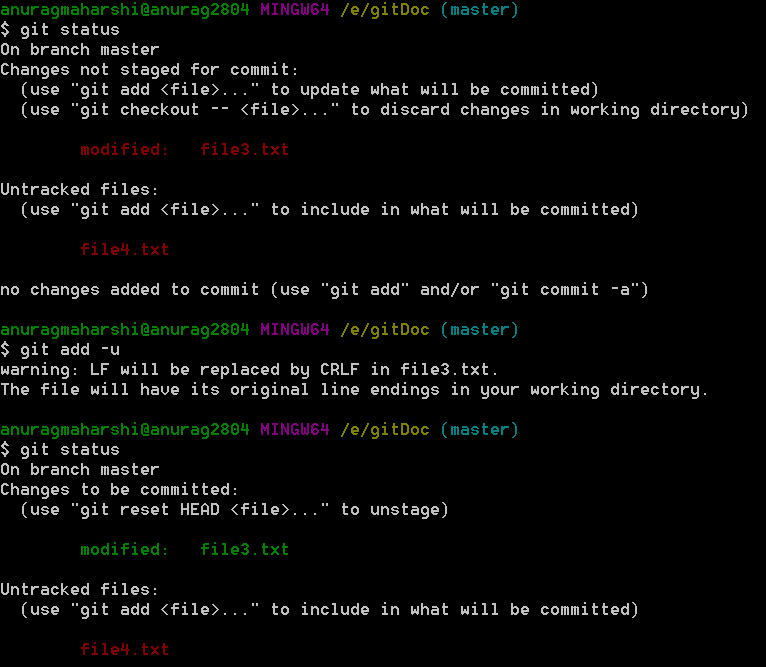 anuragmaharshi@anurag2804 MINGW64 /e/gitDoc (master)
$ git status
On branch master
Changes not staged for commit:
  (use "git add <file>..." to update what will be committed)
  (use "git checkout -- <file>..." to discard changes in working directory)
        modified:   file3.txt
Untracked files:
  (use "git add <file>..." to include in what will be committed)
        file4.txt
no changes added to commit (use "git add" and/or "git commit -a")
anuragmaharshi@anurag2804 MINGW64 /e/gitDoc (master)
$ git add -u
warning: LF will be replaced by CRLF in file3.txt.
The file will have its original line endings in your working directory.
anuragmaharshi@anurag2804 MINGW64 /e/gitDoc (master)
$ git status
On branch master
Changes to be committed:
  (use "git reset HEAD <file>..." to unstage)
        modified:   file3.txt
Untracked files:
  (use "git add <file>..." to include in what will be committed)
        file4.txt